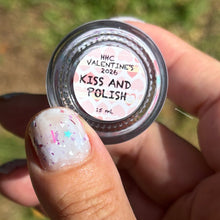 HHC
VALENTINE'S
2026
KISS AND
POLISH
15 mL